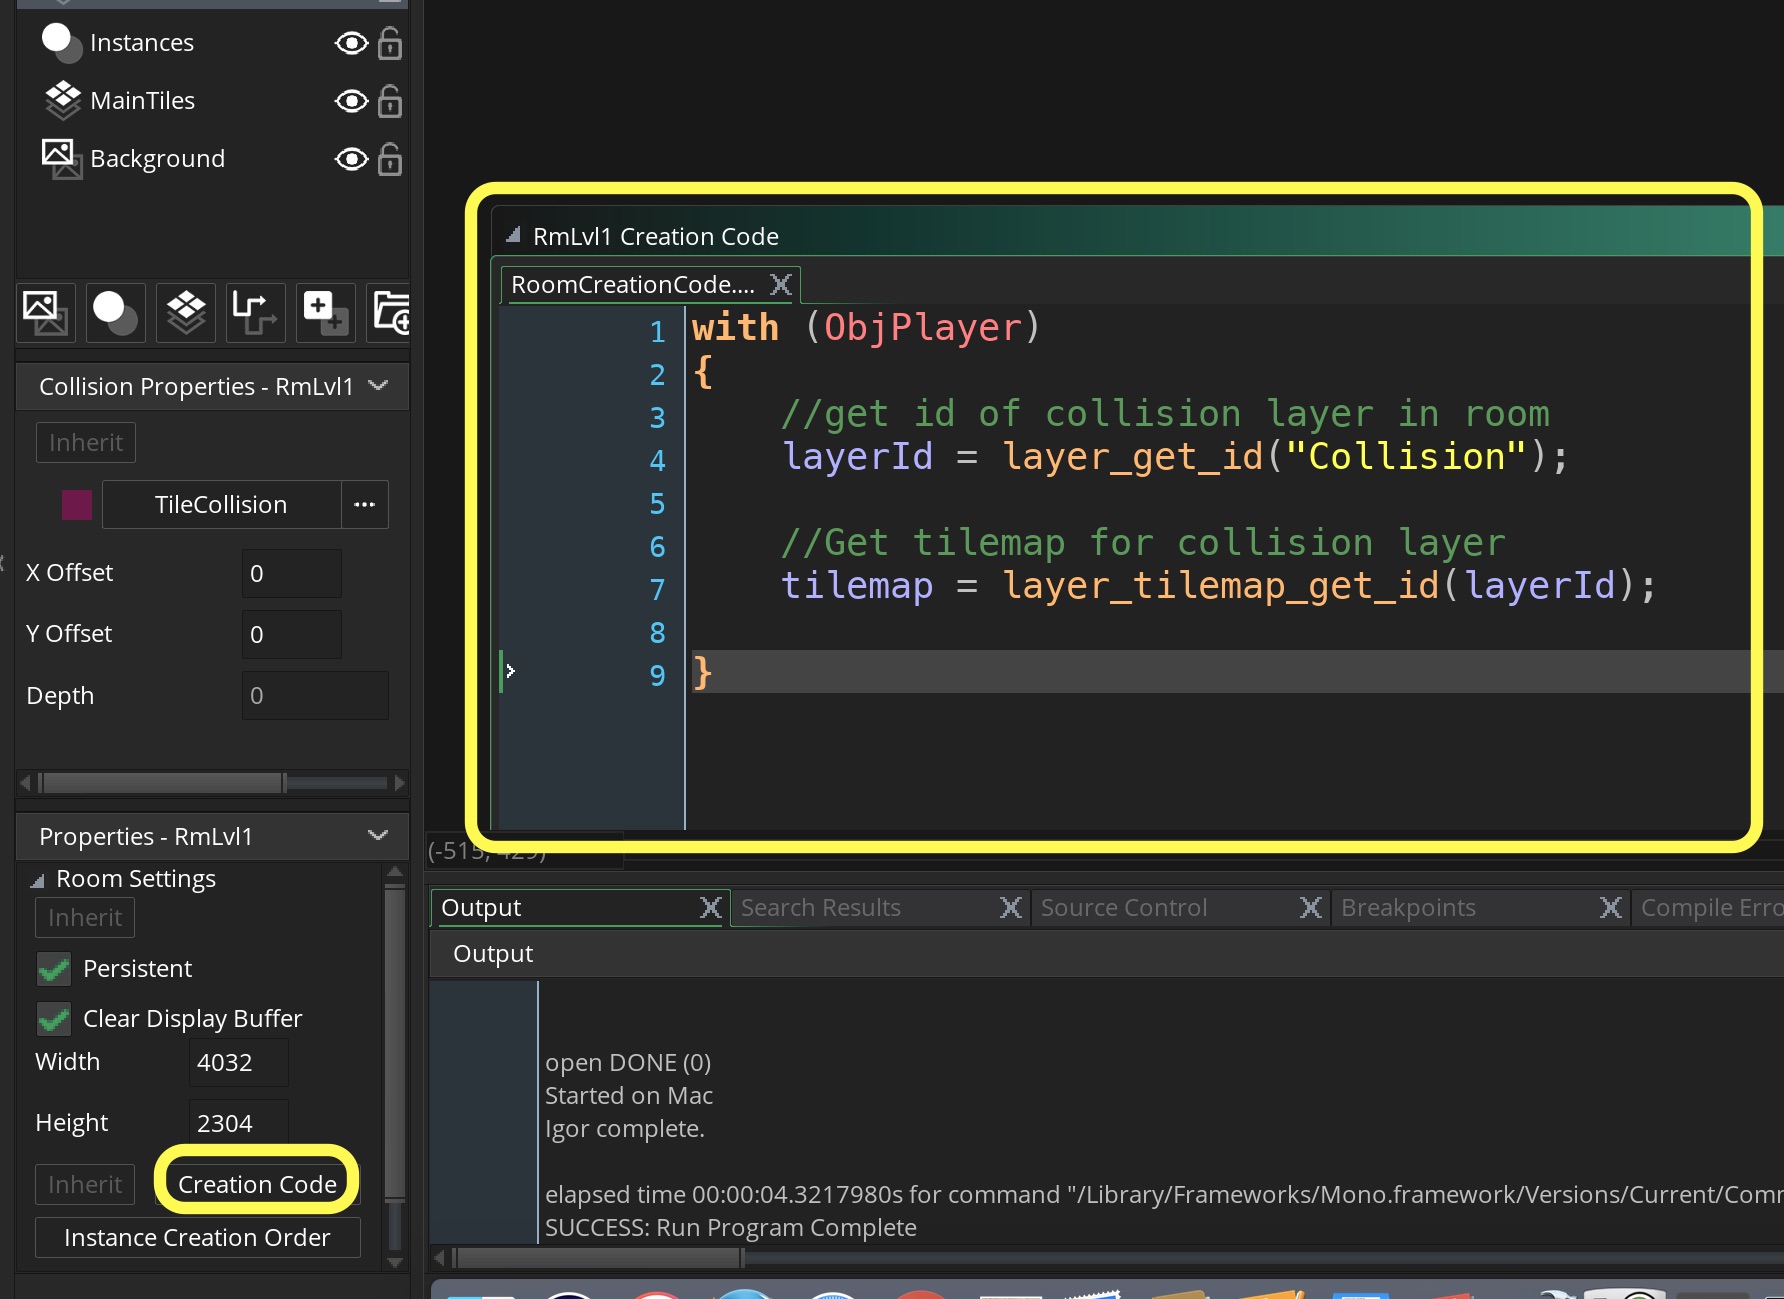 Instances
MainTiles
Background
Collision Properties - RmLvl1
Inherit
TileCollision ...
X Offset 0
Y Offset 0
Depth 0
Properties - RmLvl1
Room Settings
Inherit
Persistent
Clear Display Buffer
Width 4032
Height 2304
Inherit Creation Code
Instance Creation Order
RmLvl1 Creation Code
RoomCreationCode....
1 with (ObjPlayer)
2 {
3 //get id of collision layer in room
4 layerId = layer_get_id("Collision");
5
6 //Get tilemap for collision layer
7 tilemap = layer_tilemap_get_id(layerId);
8
9 }
(-515, 429)
Output Search Results Source Control Breakpoints Compile Erro
Output
open DONE (0)
Started on Mac
Igor complete.
elapsed time 00:00:04.3217980s for command "/Library/Frameworks/Mono.framework/Versions/Current/Com
SUCCESS: Run Program Complete